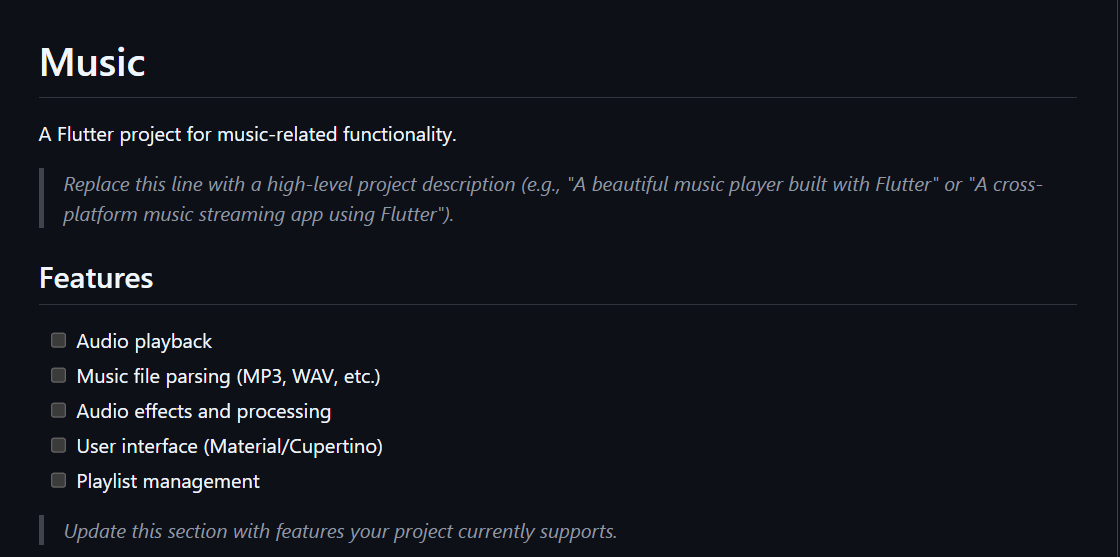 Music
A Flutter project for music-related functionality.
Replace this line with a high-level project description (e.g., "A beautiful music player built with Flutter" or "A cross-
platform music streaming app using Flutter").
Features
Audio playback
Music file parsing (MP3, WAV, etc.)
Audio effects and processing
User interface (Material/Cupertino)
Playlist management
Update this section with features your project currently supports.